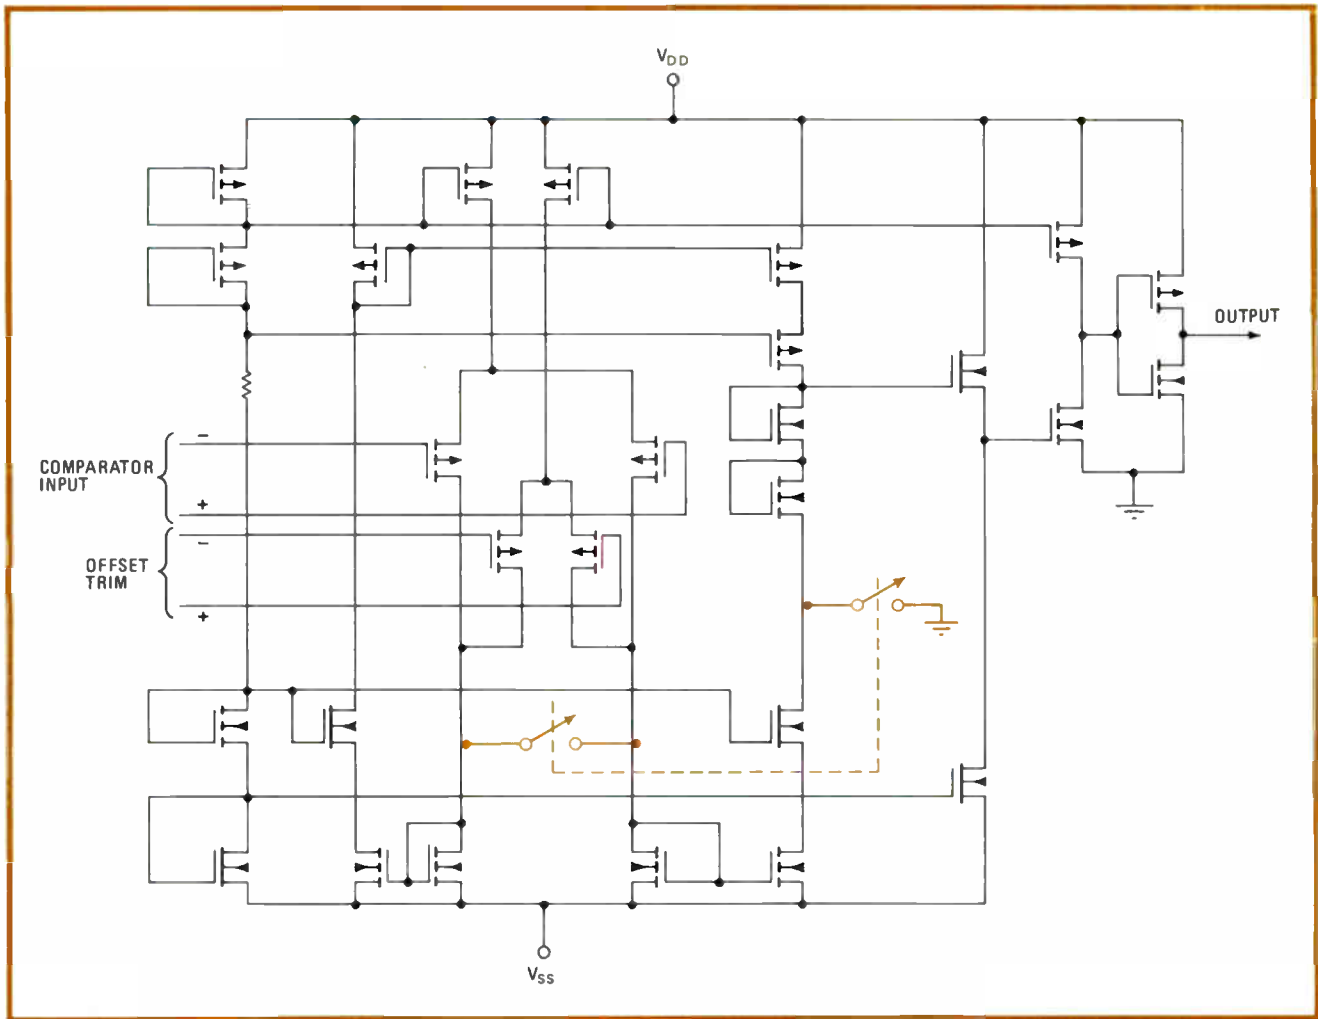 VDD
OUTPUT
−
COMPARATOR
INPUT
+
−
OFFSET
TRIM
+
VSS